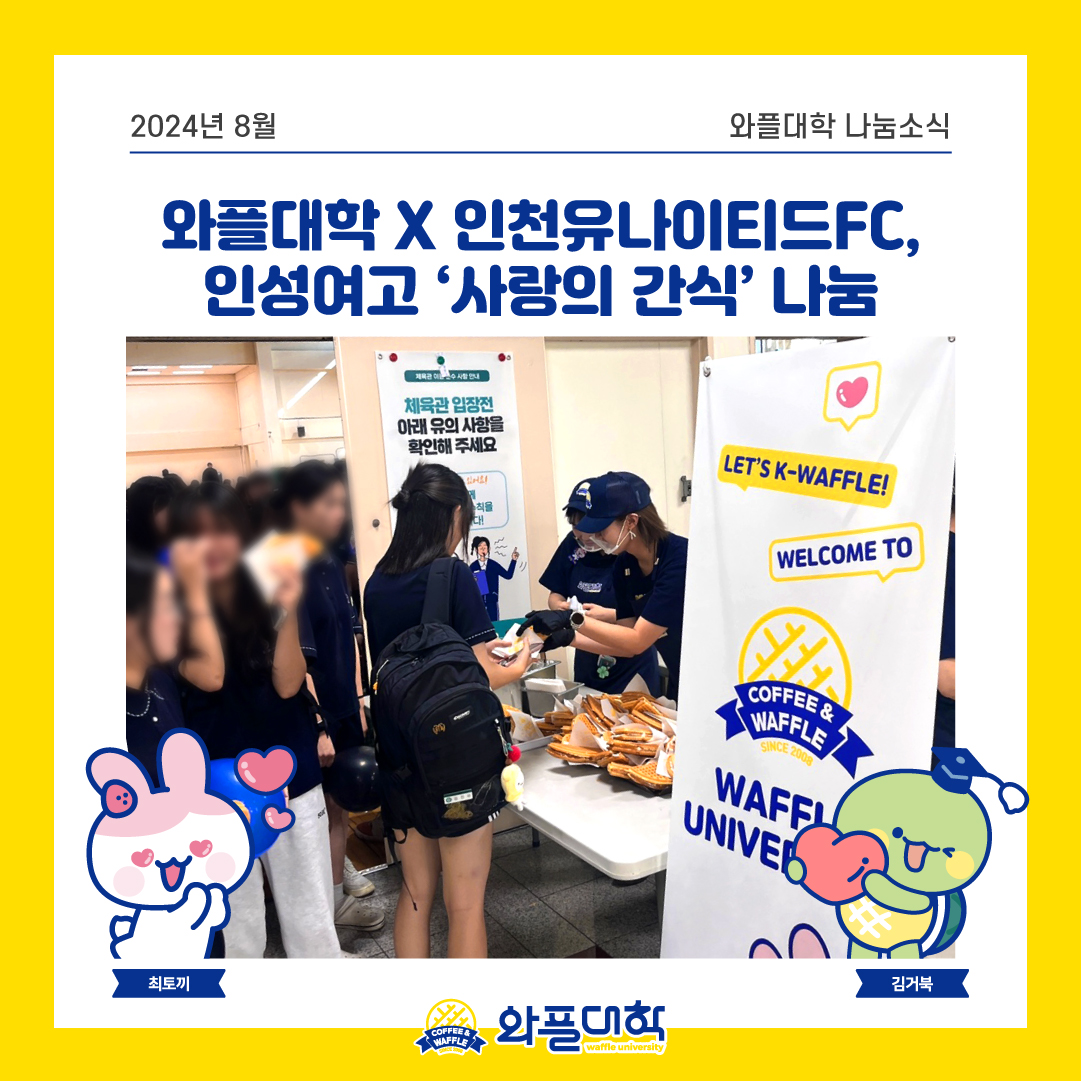 2024년 8월
와플대학 나눔소식
와플대학 X 인천유나이티드FC,
인성여고 ‘사랑의 간식’ 나눔
체육관 입장전
아래 유의 사항을
확인해 주세요
LET'S K-WAFFLE!
WELCOME TO
COFFEE &
WAFFLE
SINCE 2008
WAFFL
UNIVE
최토끼
김거북
COFFEE &
WAFFLE
SINCE 2008
와플대학
waffle university